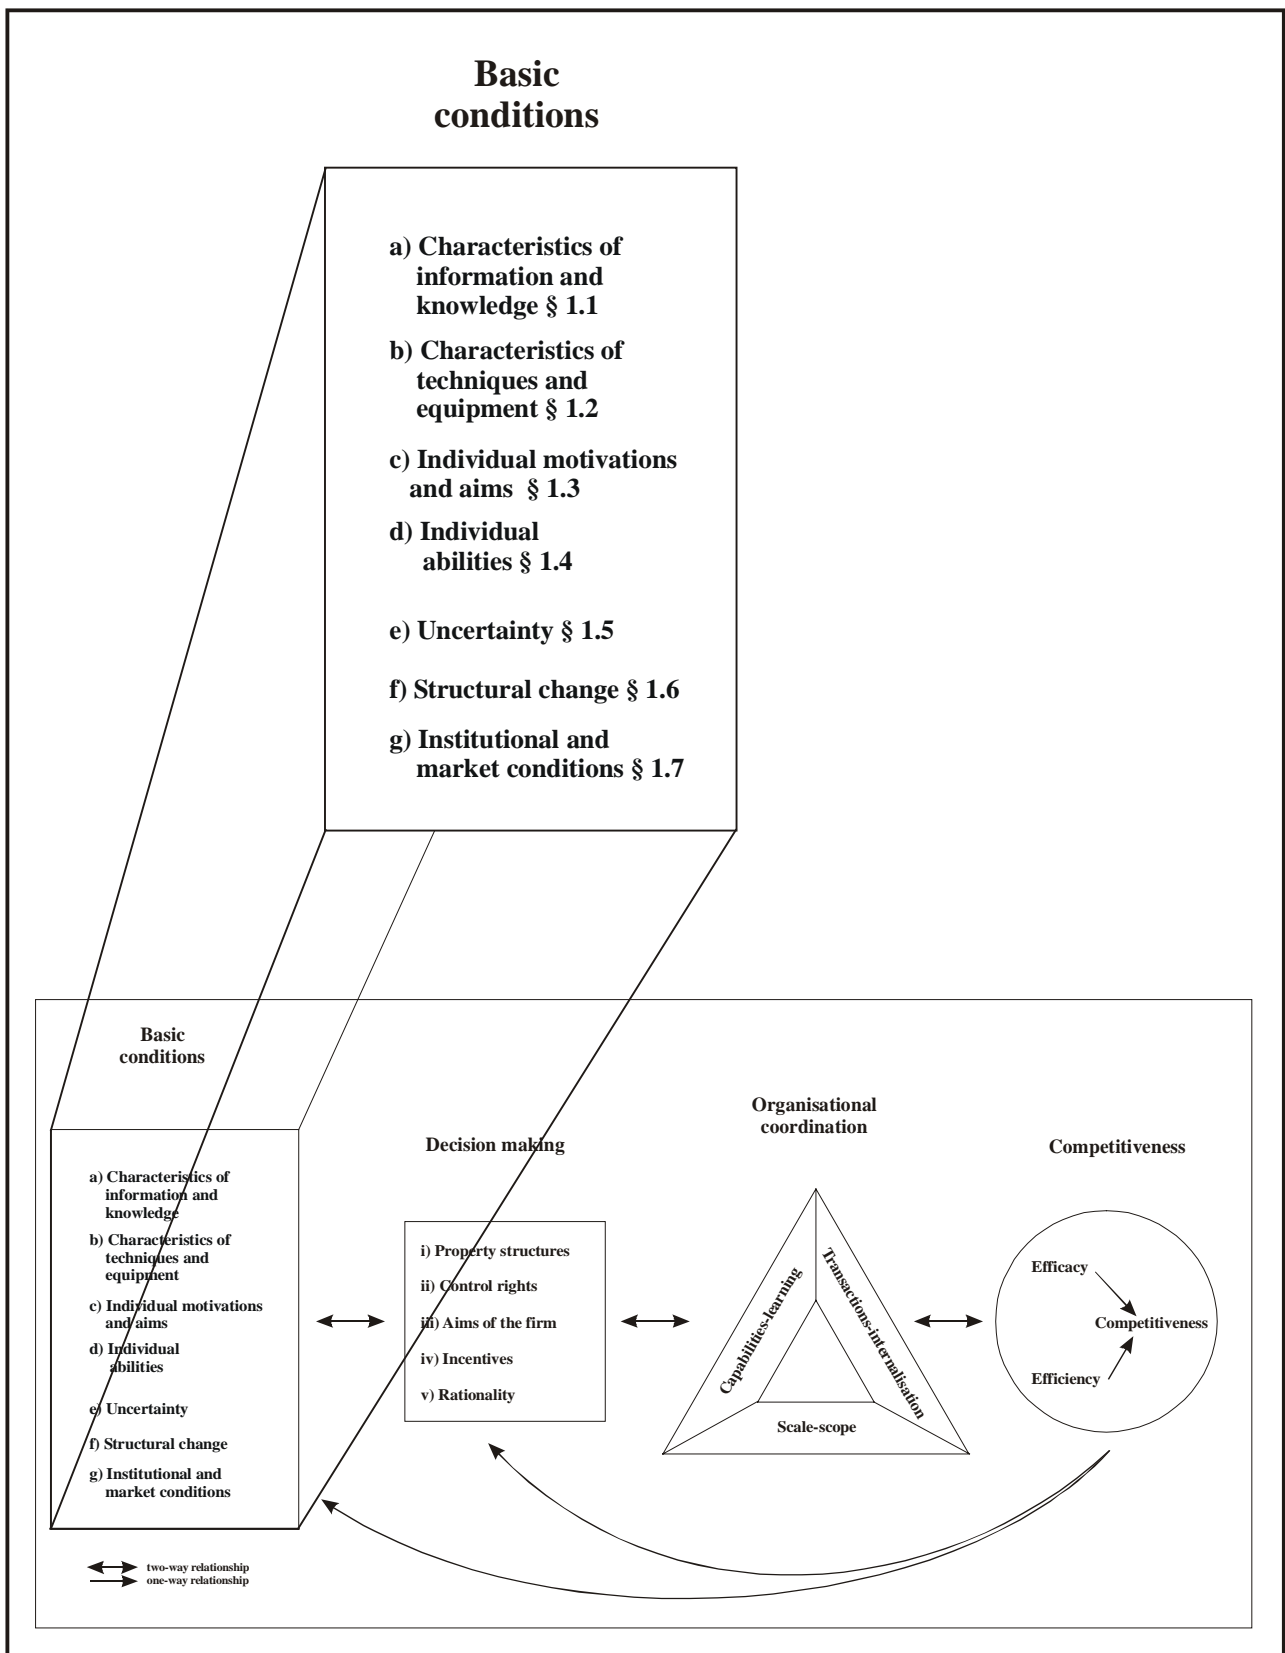 Basic
conditions
a) Characteristics of
information and
knowledge § 1.1
b) Characteristics of
techniques and
equipment § 1.2
c) Individual motivations
and aims § 1.3
d) Individual
abilities § 1.4
e) Uncertainty § 1.5
f) Structural change § 1.6
g) Institutional and
market conditions § 1.7
Basic
conditions
a) Characteristics of
information and
knowledge
b) Characteristics of
techniques and
equipment
c) Individual motivations
and aims
d) Individual
abilities
e) Uncertainty
f) Structural change
g) Institutional and
market conditions
Decision making
i) Property structures
ii) Control rights
iii) Aims of the firm
iv) Incentives
v) Rationality
Organisational
coordination
Capabilities-learning
Transactions-internalisation
Scale-scope
Competitiveness
Efficacy
Competitiveness
Efficiency
two-way relationship
one-way relationship